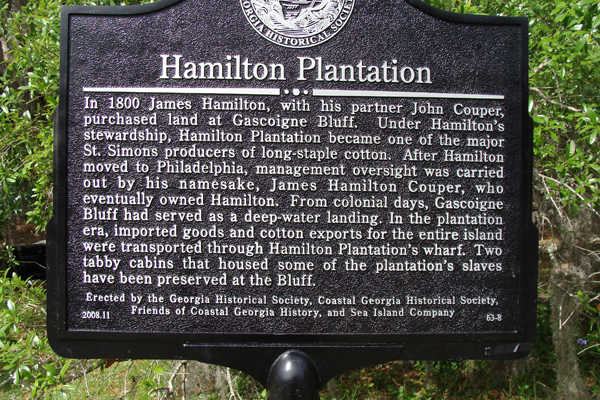 GEORGIA HISTORICAL SOCIETY
Hamilton Plantation
In 1800 James Hamilton, with his partner John Couper,
purchased land at Gascoigne Bluff. Under Hamilton's
stewardship, Hamilton Plantation became one of the major
St. Simons producers of long-staple cotton. After Hamilton
moved to Philadelphia, management oversight was carried
out by his namesake, James Hamilton Couper, who
eventually owned Hamilton. From colonial days, Gascoigne
Bluff had served as a deep-water landing. In the plantation
era, imported goods and cotton exports for the entire island
were transported through Hamilton Plantation's wharf. Two
tabby cabins that housed some of the plantation's slaves
have been preserved at the Bluff.
Erected by the Georgia Historical Society, Coastal Georgia Historical Society,
Friends of Coastal Georgia History, and Sea Island Company
2008.11
63-8